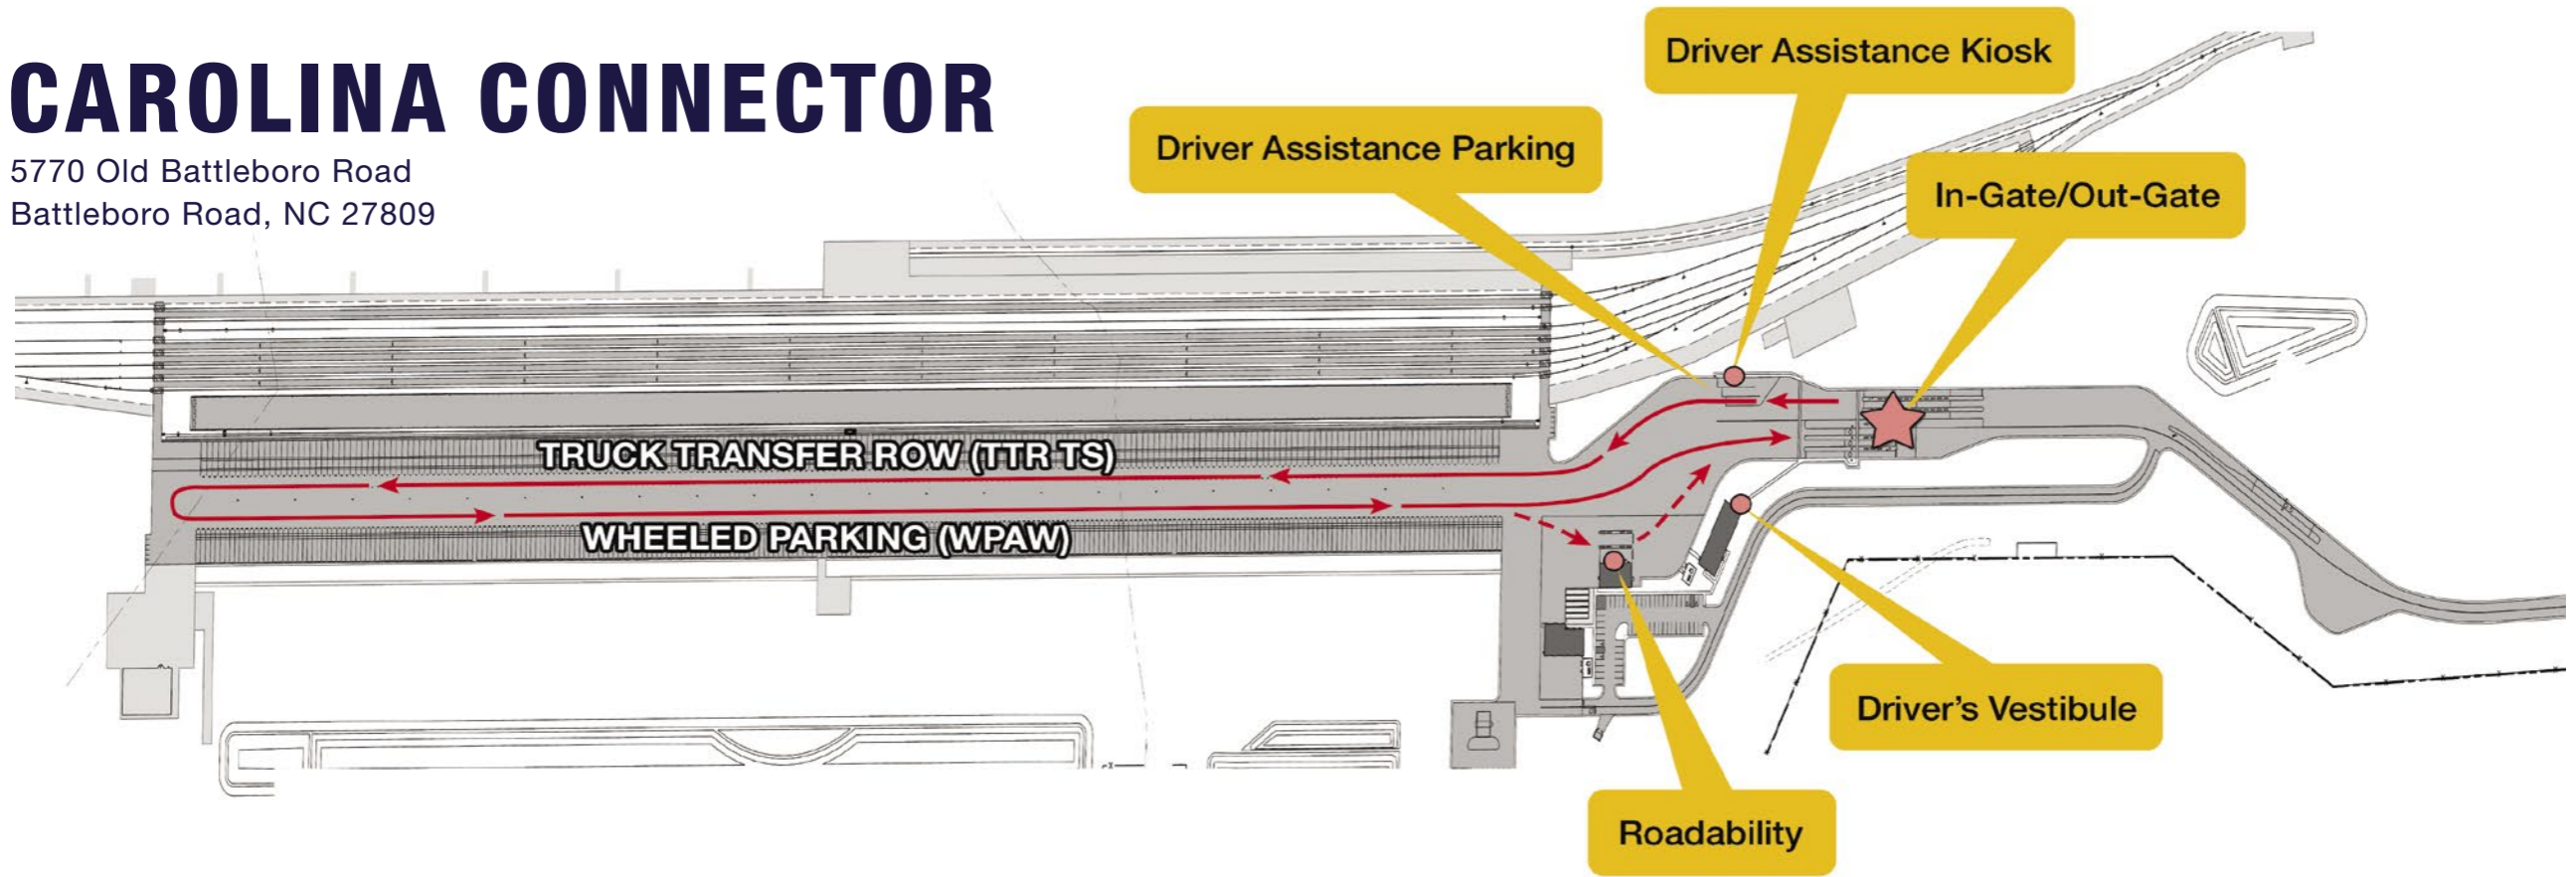 CAROLINA CONNECTOR
5770 Old Battleboro Road
Battleboro Road, NC 27809
Driver Assistance Kiosk
Driver Assistance Parking
In-Gate/Out-Gate
TRUCK TRANSFER ROW (TTR TS)
WHEELED PARKING (WPAW)
Driver's Vestibule
Roadability